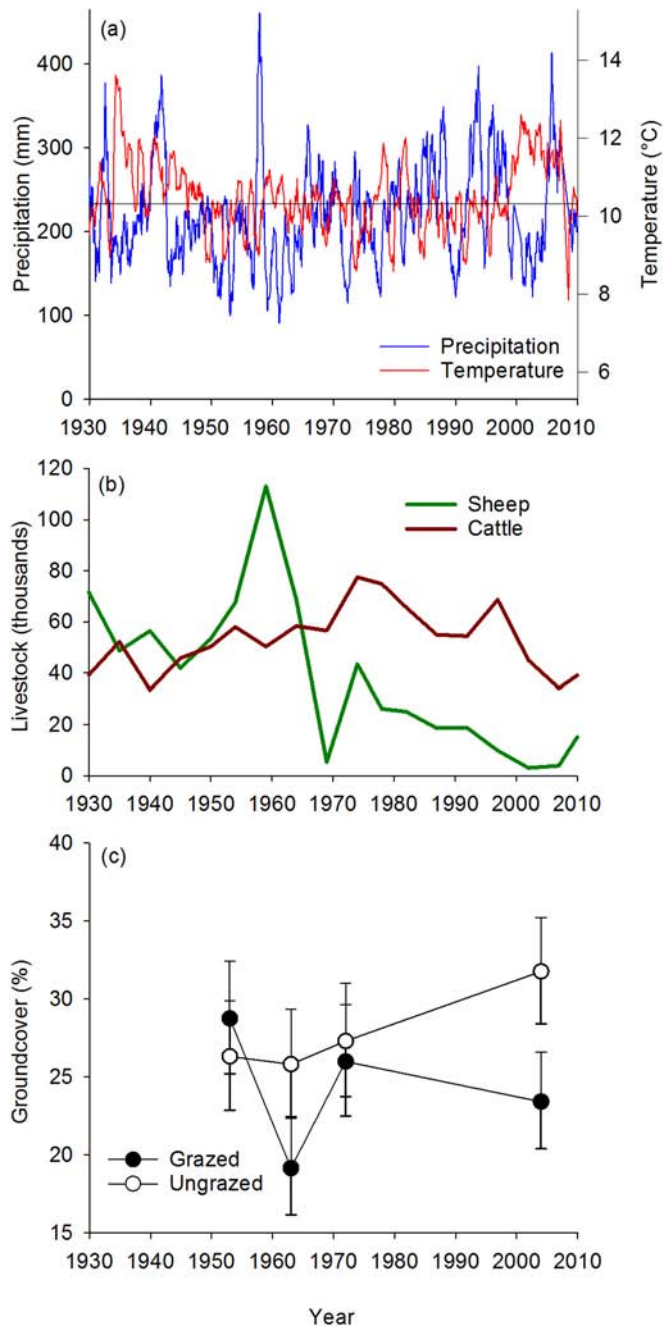 (a)
400
300
200
100
0
Precipitation (mm)
14
12
10
8
6
Temperature (°C)
Precipitation
Temperature
1930 1940 1950 1960 1970 1980 1990 2000 2010
(b)
120
100
80
60
40
20
0
Livestock (thousands)
Sheep
Cattle
1930 1940 1950 1960 1970 1980 1990 2000 2010
(c)
40
35
30
25
20
15
Groundcover (%)
Grazed
Ungrazed
1930 1940 1950 1960 1970 1980 1990 2000 2010
Year